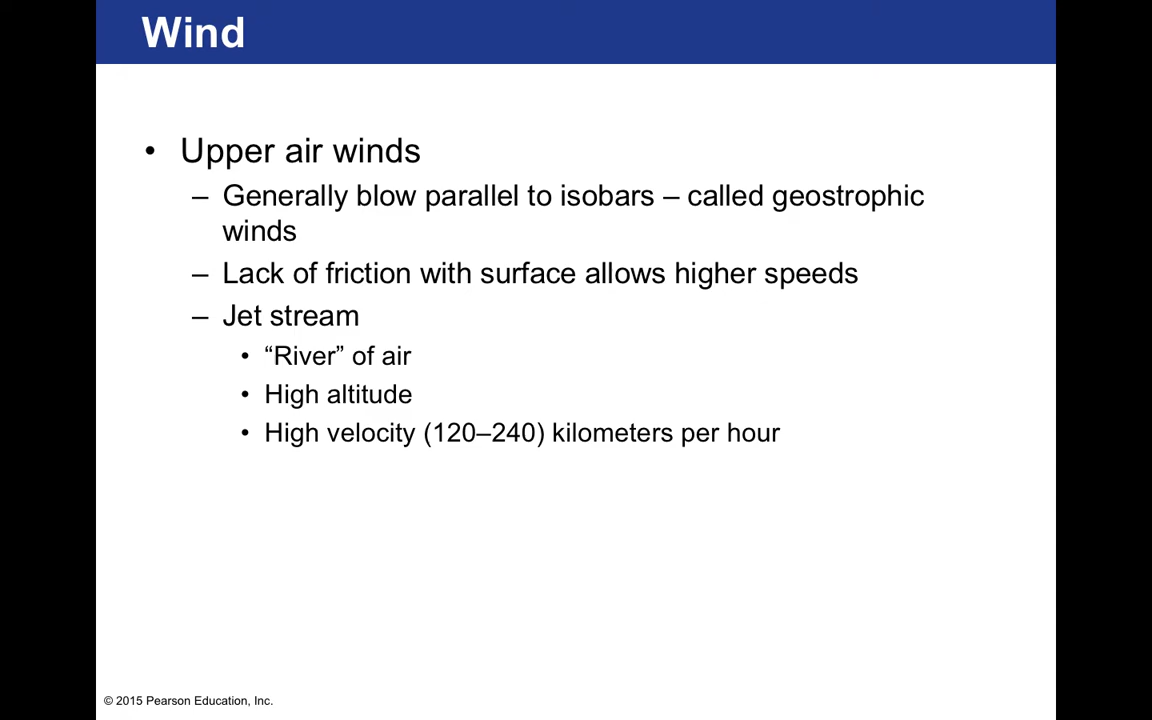 Wind
• Upper air winds
– Generally blow parallel to isobars – called geostrophic
winds
– Lack of friction with surface allows higher speeds
– Jet stream
• “River” of air
• High altitude
• High velocity (120–240) kilometers per hour
© 2015 Pearson Education, Inc.